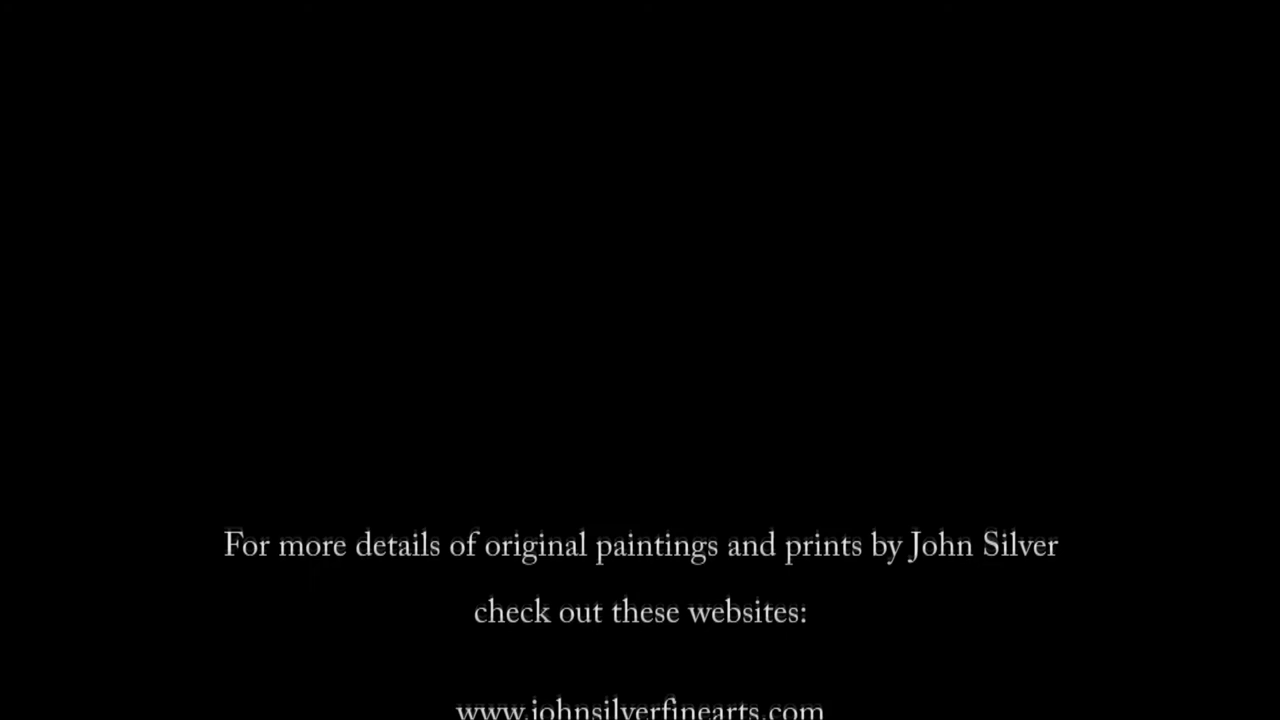 For more details of original paintings and prints by John Silver
check out these websites:
www.johnsilverfinearts.com